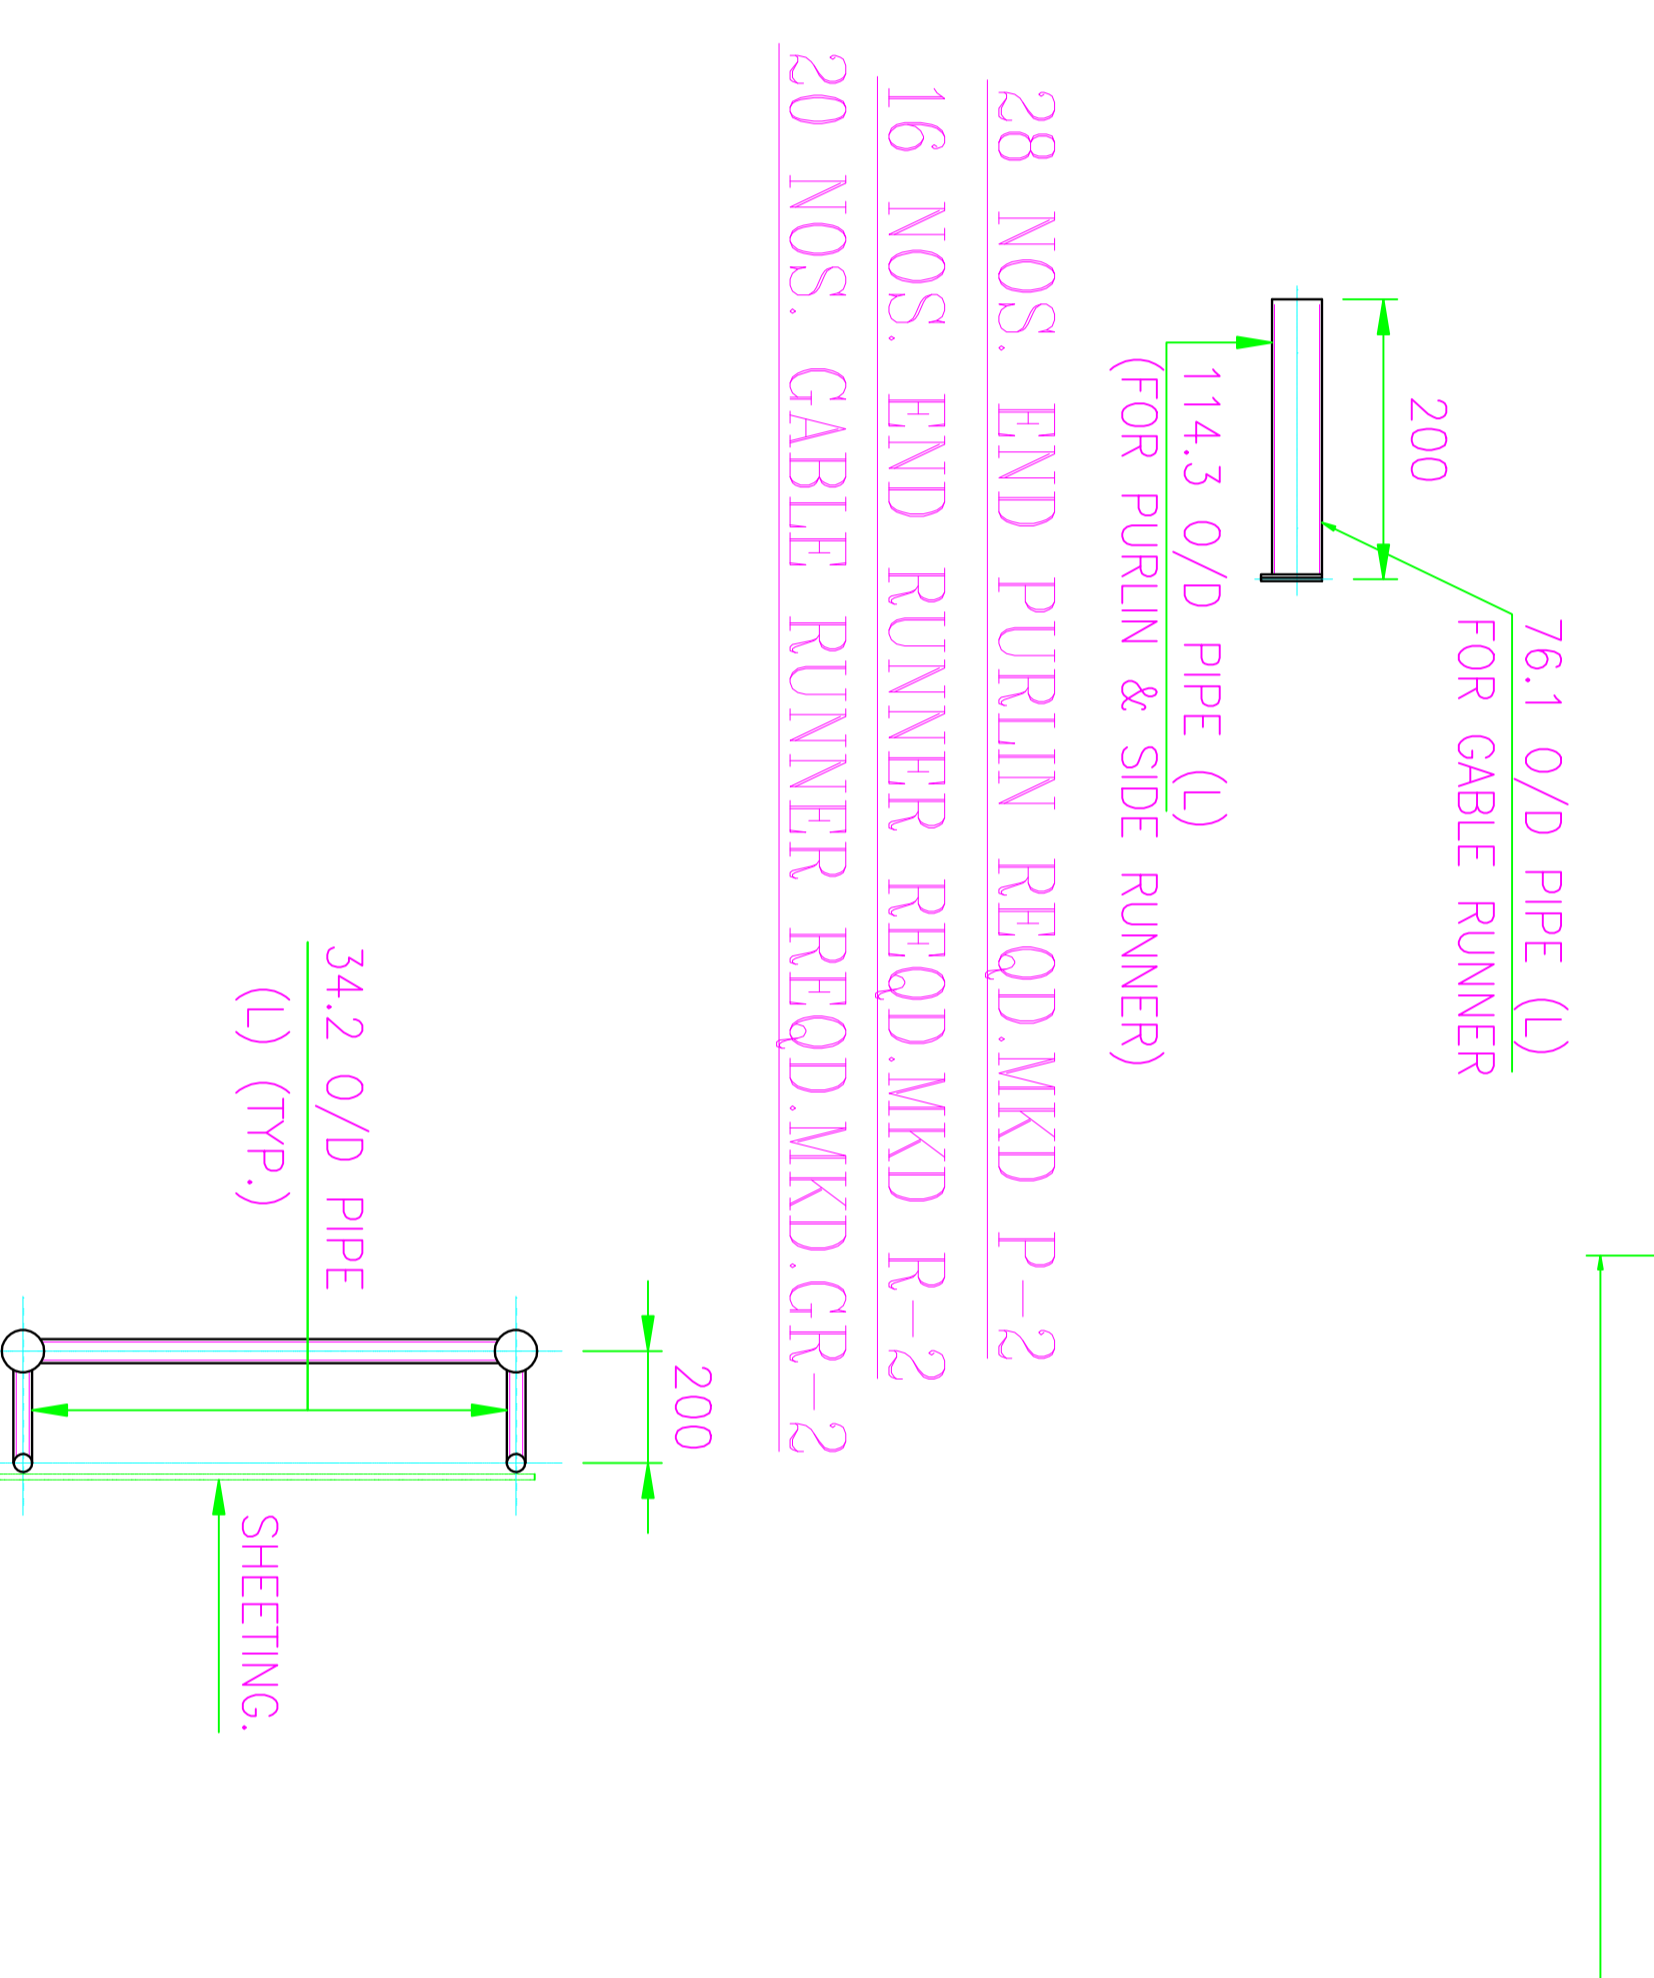 76.1 O/D PIPE (L)
FOR GABLE RUNNER
200
114.3 O/D PIPE (L)
(FOR PURLIN & SIDE RUNNER)
28 NOS. END PURLIN REQD.MKD P-2
16 NOS. END RUNNER REQD.MKD R-2
20 NOS. GABLE RUNNER REQD.MKD.GR-2
200
34.2 O/D PIPE
(L) (TYP.)
SHEETING.